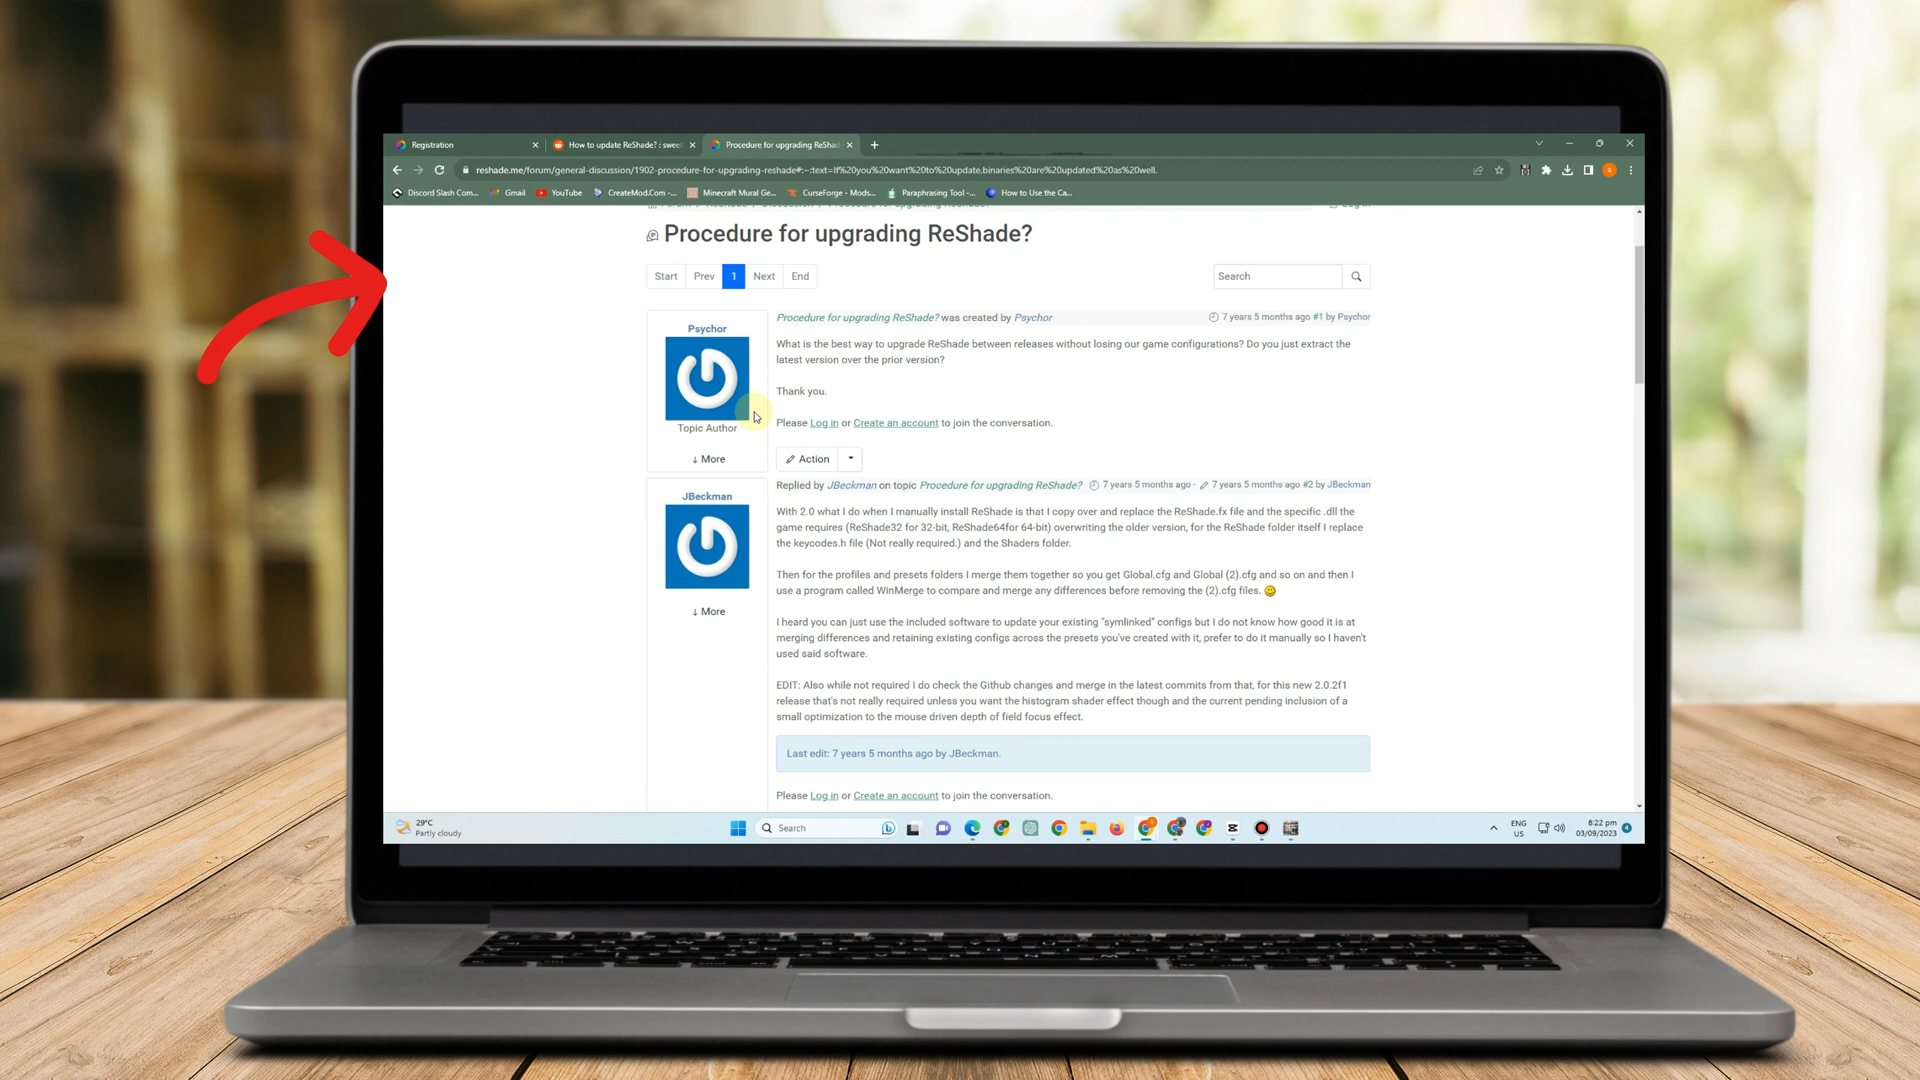 Registration
How to update ReShade? : sweet
Procedure for upgrading ReShad
reshade.me/forum/general-discussion/1902-procedure-for-upgrading-reshade#:~:text=If%20you%20want%20to%20update,binaries%20are%20updated%20as%20well.
Discord Slash Com... Gmail YouTube CreateMod.Com -... Minecraft Mural Ge... CurseForge - Mods... Paraphrasing Tool -... How to Use the Ca...
Procedure for upgrading ReShade?
Start Prev 1 Next End
Search
Psychor
Topic Author
↓ More
Procedure for upgrading ReShade? was created by Psychor
7 years 5 months ago #1 by Psychor
What is the best way to upgrade ReShade between releases without losing our game configurations? Do you just extract the
latest version over the prior version?
Thank you.
Please Log in or Create an account to join the conversation.
Action
JBeckman
↓ More
Replied by JBeckman on topic Procedure for upgrading ReShade?
7 years 5 months ago - 7 years 5 months ago #2 by JBeckman
With 2.0 what I do when I manually install ReShade is that I copy over and replace the ReShade.fx file and the specific .dll the
game requires (ReShade32 for 32-bit, ReShade64for 64-bit) overwriting the older version, for the ReShade folder itself I replace
the keycodes.h file (Not really required.) and the Shaders folder.
Then for the profiles and presets folders I merge them together so you get Global.cfg and Global (2).cfg and so on and then I
use a program called WinMerge to compare and merge any differences before removing the (2).cfg files.
I heard you can just use the included software to update your existing "symlinked" configs but I do not know how good it is at
merging differences and retaining existing configs across the presets you've created with it, prefer to do it manually so I haven't
used said software.
EDIT: Also while not required I do check the Github changes and merge in the latest commits from that, for this new 2.0.2f1
release that's not really required unless you want the histogram shader effect though and the current pending inclusion of a
small optimization to the mouse driven depth of field focus effect.
Last edit: 7 years 5 months ago by JBeckman.
Please Log in or Create an account to join the conversation.
29°C
Partly cloudy
Search
ENG
US
8:22 pm
03/09/2023
4